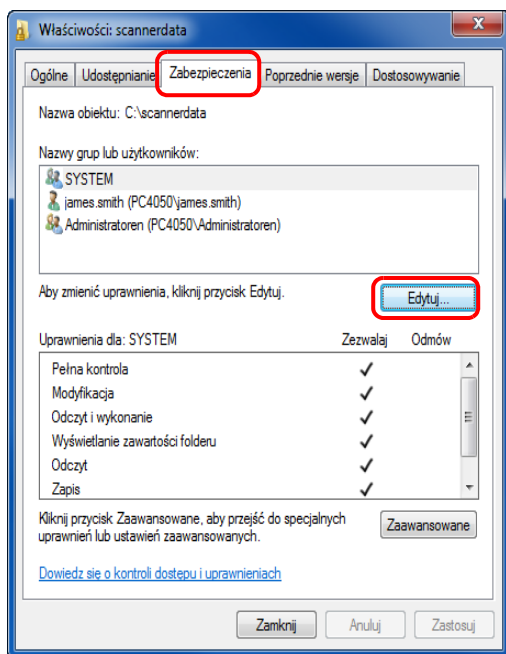 Właściwości: scannerdata
Ogólne Udostępnianie Zabezpieczenia Poprzednie wersje Dostosowywanie
Nazwa obiektu: C:\scannerdata
Nazwy grup lub użytkowników:
SYSTEM
james.smith (PC4050\james.smith)
Administratoren (PC4050\Administratoren)
Aby zmienić uprawnienia, kliknij przycisk Edytuj.
Edytuj...
Uprawnienia dla: SYSTEM Zezwalaj Odmów
Pełna kontrola
Modyfikacja
Odczyt i wykonanie
Wyświetlanie zawartości folderu
Odczyt
Zapis
Kliknij przycisk Zaawansowane, aby przejść do specjalnych
uprawnień lub ustawień zaawansowanych.
Zaawansowane
Dowiedz się o kontroli dostępu i uprawnieniach
Zamknij Anuluj Zastosuj